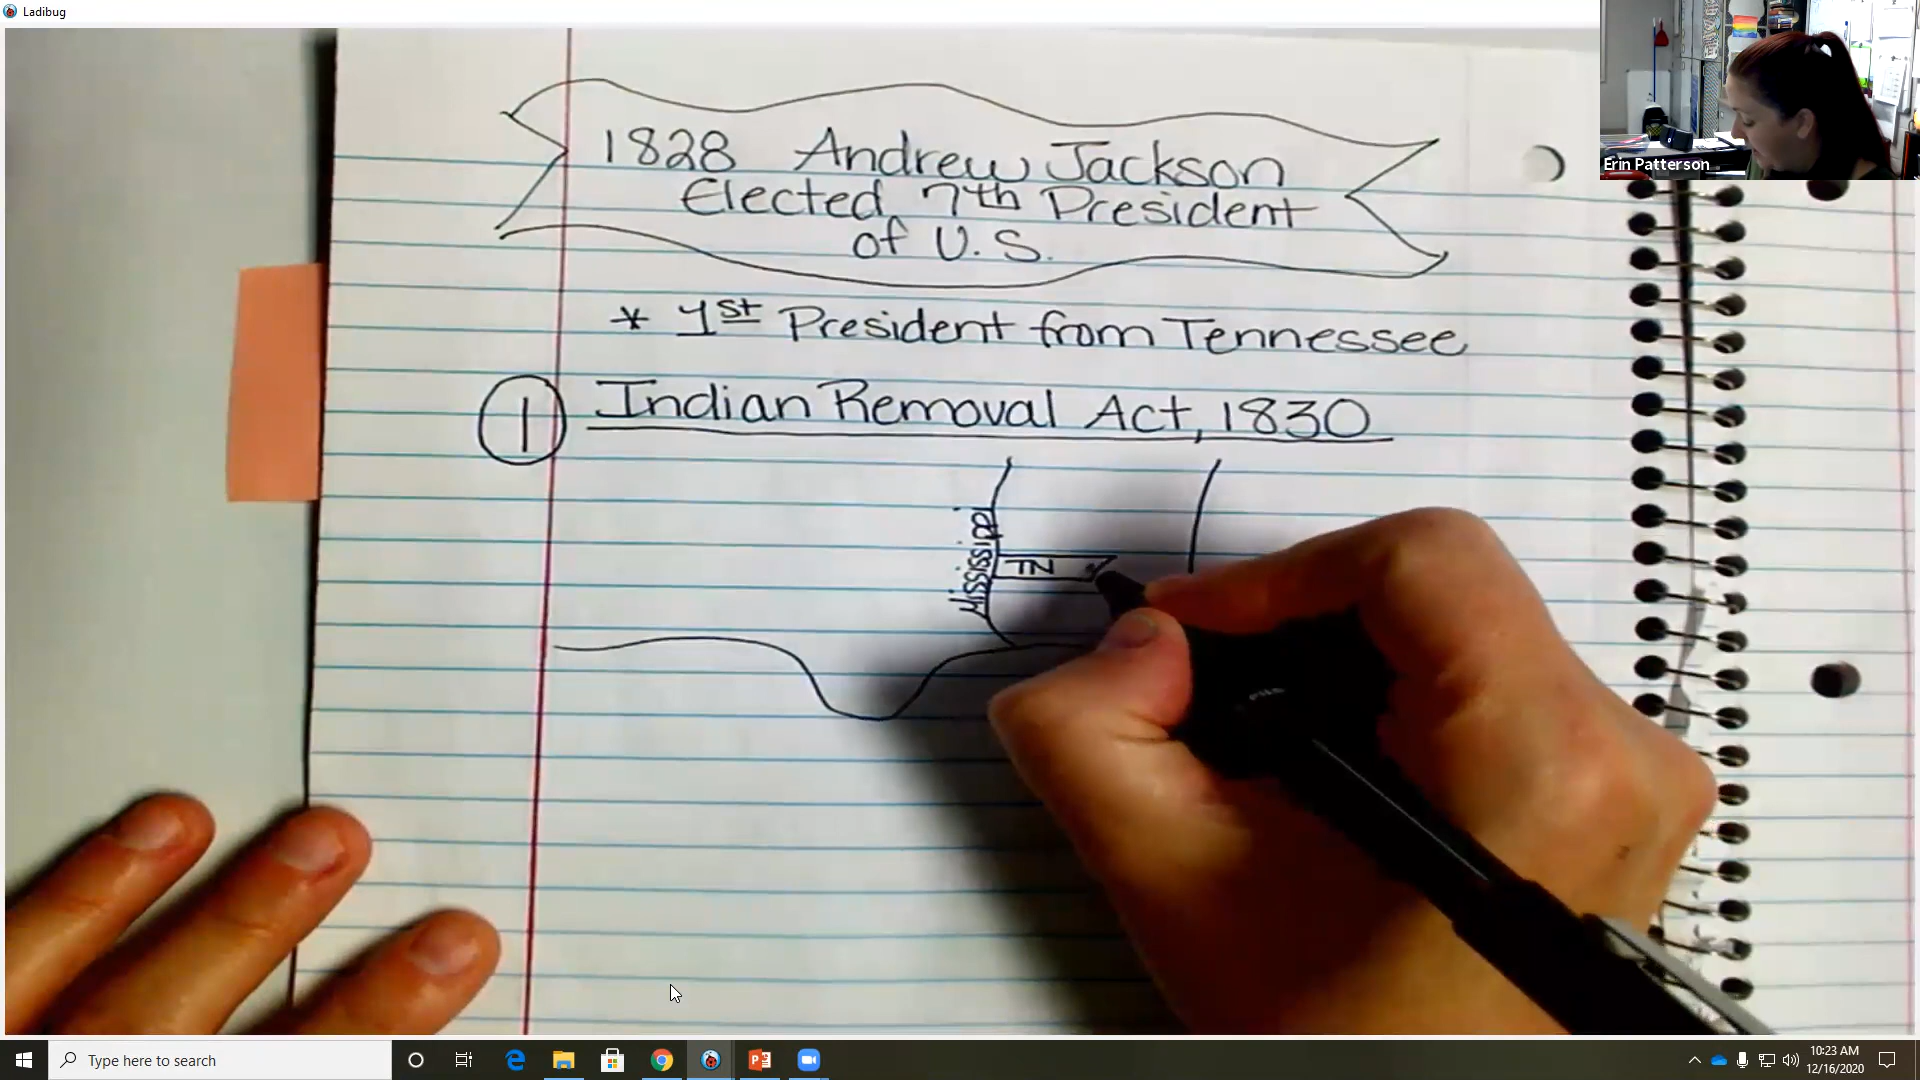 Ladibug
Erin Patterson
1828 Andrew Jackson
Elected 7th President
of U.S.
* 1st President from Tennessee
1 Indian Removal Act, 1830
Mississippi
TN
Type here to search
10:23 AM
12/16/2020